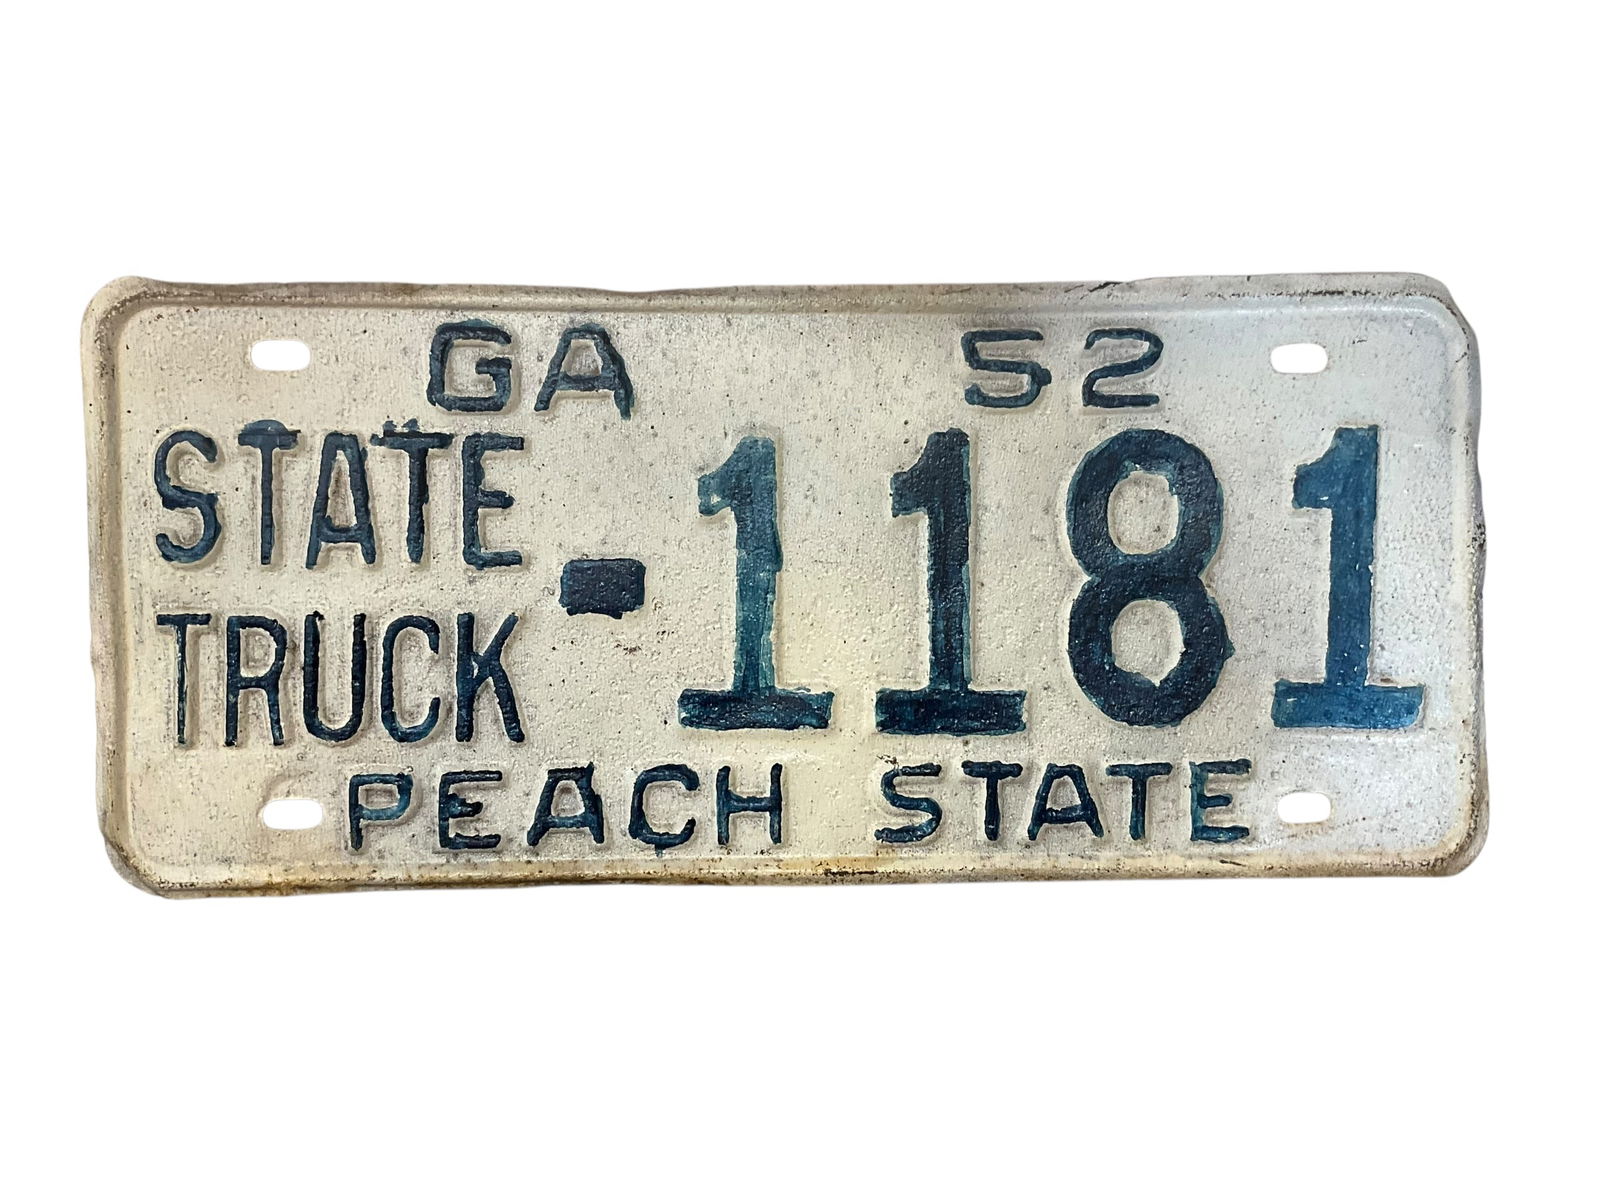 GA 52
STATE
TRUCK
-1181
PEACH STATE